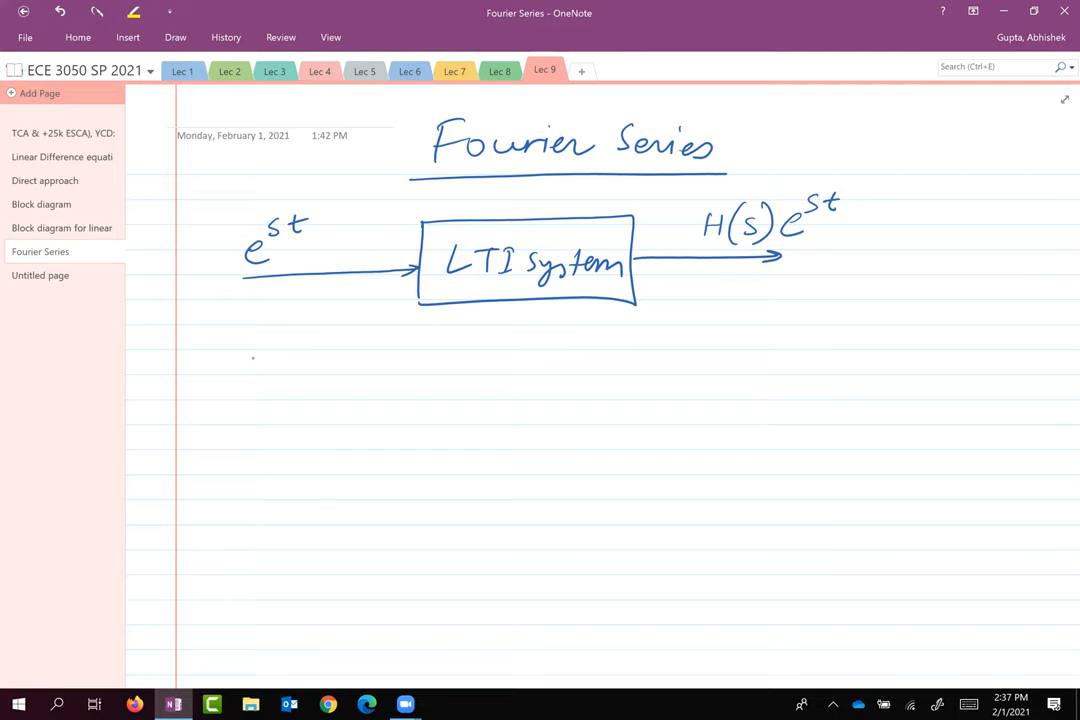 Fourier Series - OneNote
?
File Home Insert Draw History Review View
Gupta, Abhishek
ECE 3050 SP 2021
Lec 1 Lec 2 Lec 3 Lec 4 Lec 5 Lec 6 Lec 7 Lec 8 Lec 9 +
Search (Ctrl+E)
Add Page
TCA & +25k ESCA), YCD:
Linear Difference equati
Direct approach
Block diagram
Block diagram for linear
Fourier Series
Untitled page
Monday, February 1, 2021 1:42 PM
Fourier Series
e^{st}
LTI system
H(s) e^{st}
2:37 PM
2/1/2021